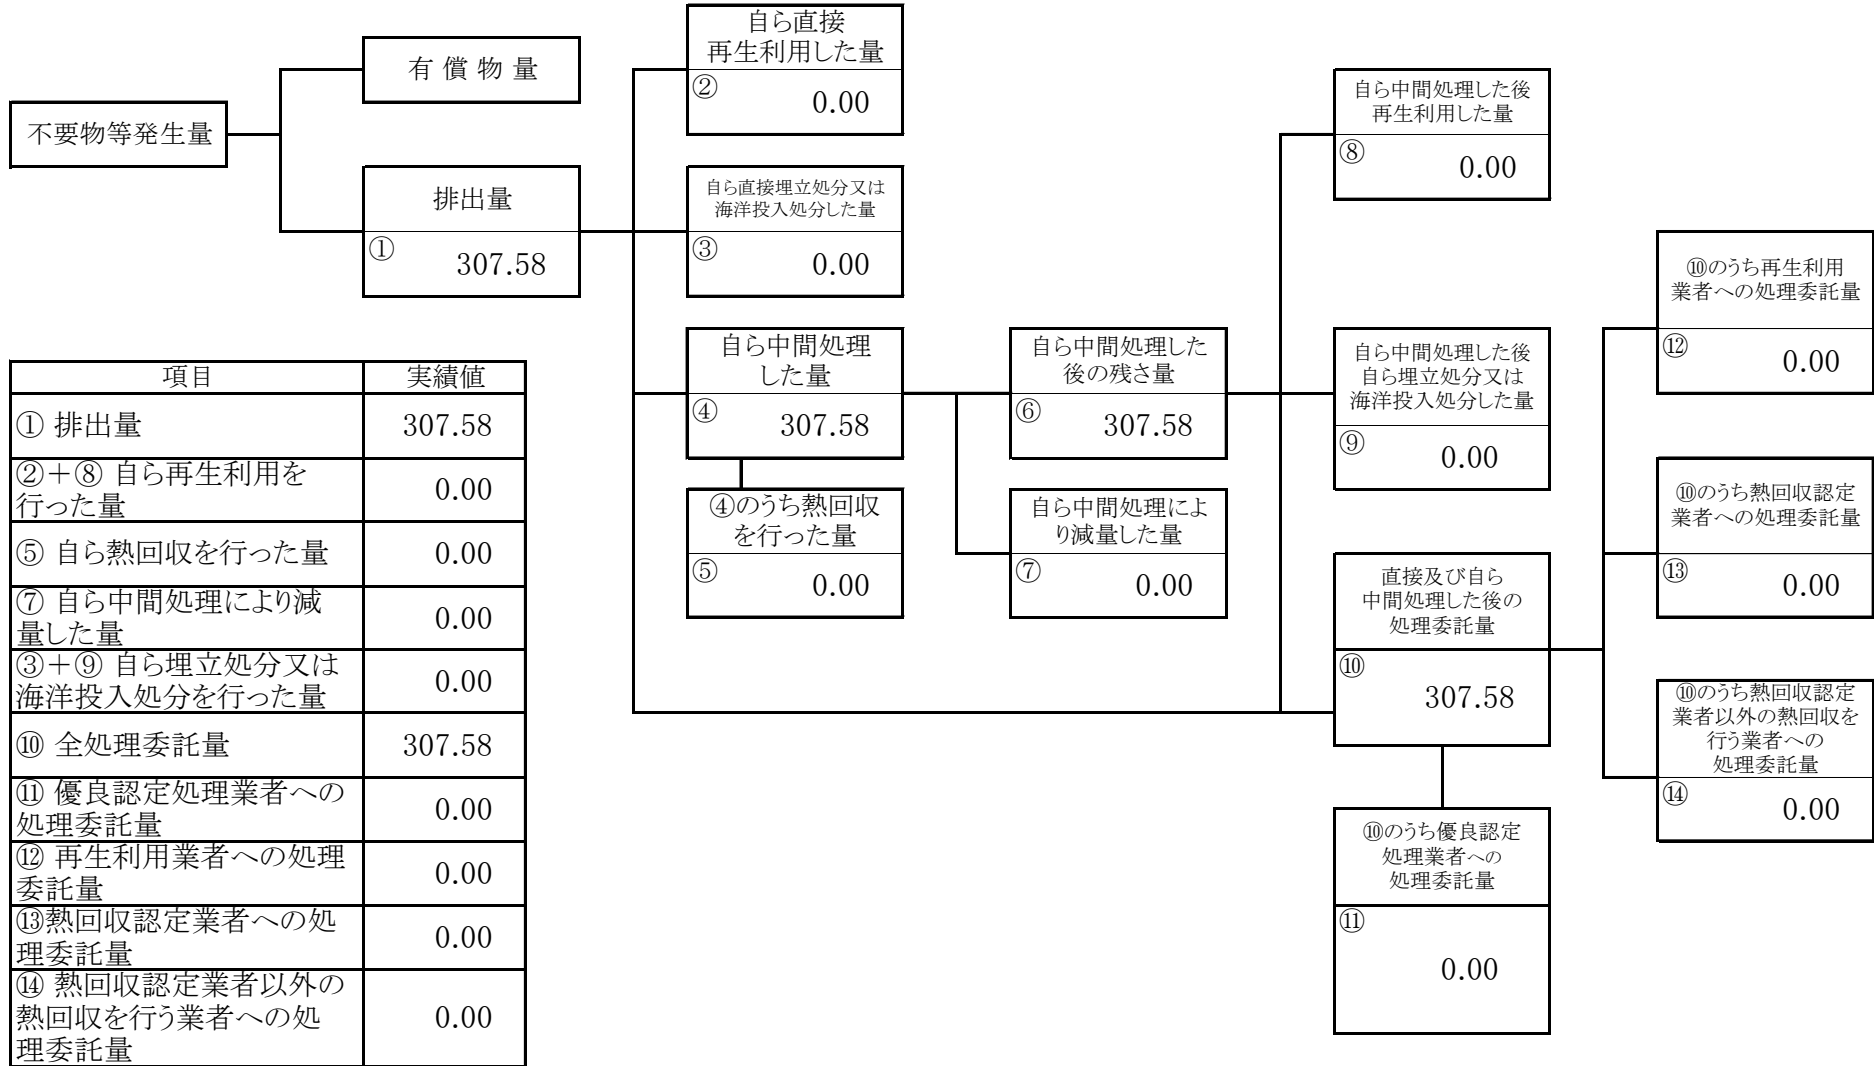 不要物等発生量
有 償 物 量
排出量
①
307.58
自ら直接
再生利用した量
②
0.00
自ら直接埋立処分又は
海洋投入処分した量
③
0.00
自ら中間処理
した量
④
307.58
④のうち熱回収
を行った量
⑤
0.00
自ら中間処理した
後の残さ量
⑥
307.58
自ら中間処理によ
り減量した量
⑦
0.00
自ら中間処理した後
再生利用した量
⑧
0.00
自ら中間処理した後
自ら埋立処分又は
海洋投入処分した量
⑨
0.00
直接及び自ら
中間処理した後の
処理委託量
⑩
307.58
⑩のうち優良認定
処理業者への
処理委託量
⑪
0.00
⑩のうち再生利用
業者への処理委託量
⑫
0.00
⑩のうち熱回収認定
業者への処理委託量
⑬
0.00
⑩のうち熱回収認定
業者以外の熱回収を
行う業者への
処理委託量
⑭
0.00
項目 実績値
① 排出量 307.58
②＋⑧ 自ら再生利用を
行った量 0.00
⑤ 自ら熱回収を行った量 0.00
⑦ 自ら中間処理により減
量した量 0.00
③＋⑨ 自ら埋立処分又は
海洋投入処分を行った量 0.00
⑩ 全処理委託量 307.58
⑪ 優良認定処理業者への
処理委託量 0.00
⑫ 再生利用業者への処理
委託量 0.00
⑬熱回収認定業者への処
理委託量 0.00
⑭ 熱回収認定業者以外の
熱回収を行う業者への処
理委託量 0.00